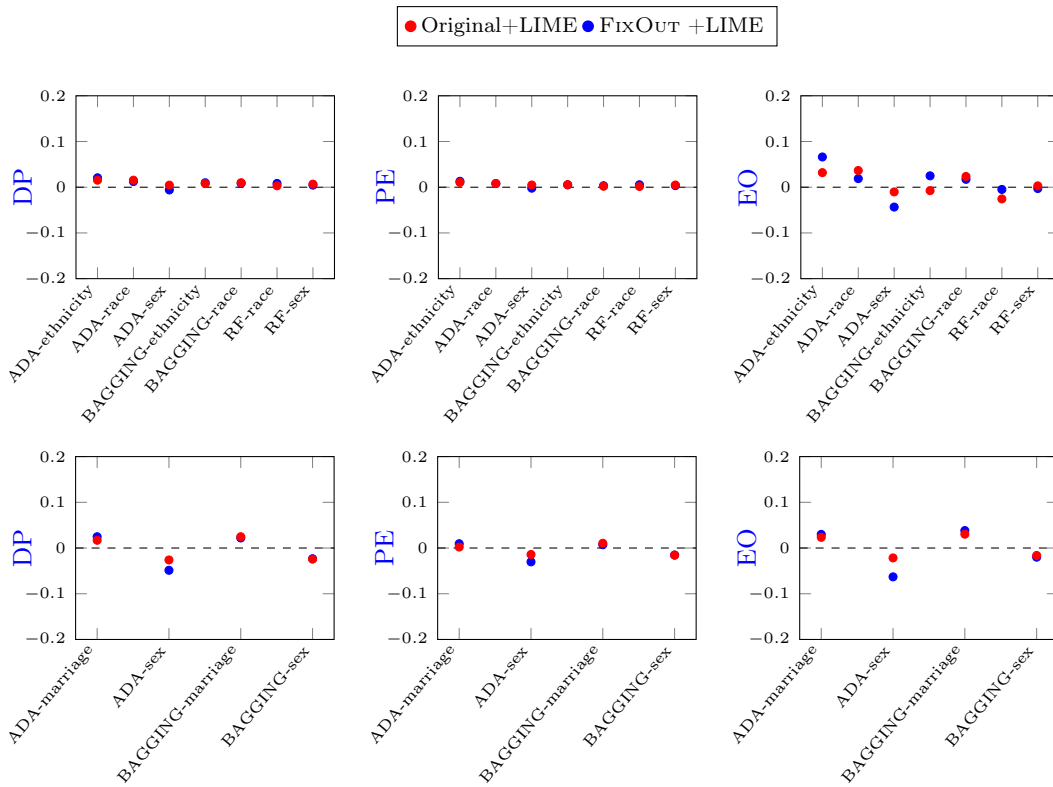 Original+LIME FIXOUT +LIME
DP
0.2
0.1
0
−0.1
−0.2
ADA-ethnicity
ADA-race
ADA-sex
BAGGING-ethnicity
BAGGING-race
RF-race
RF-sex
PE
0.2
0.1
0
−0.1
−0.2
ADA-ethnicity
ADA-race
ADA-sex
BAGGING-ethnicity
BAGGING-race
RF-race
RF-sex
EO
0.2
0.1
0
−0.1
−0.2
ADA-ethnicity
ADA-race
ADA-sex
BAGGING-ethnicity
BAGGING-race
RF-race
RF-sex
DP
0.2
0.1
0
−0.1
−0.2
ADA-marriage
ADA-sex
BAGGING-marriage
BAGGING-sex
PE
0.2
0.1
0
−0.1
−0.2
ADA-marriage
ADA-sex
BAGGING-marriage
BAGGING-sex
EO
0.2
0.1
0
−0.1
−0.2
ADA-marriage
ADA-sex
BAGGING-marriage
BAGGING-sex